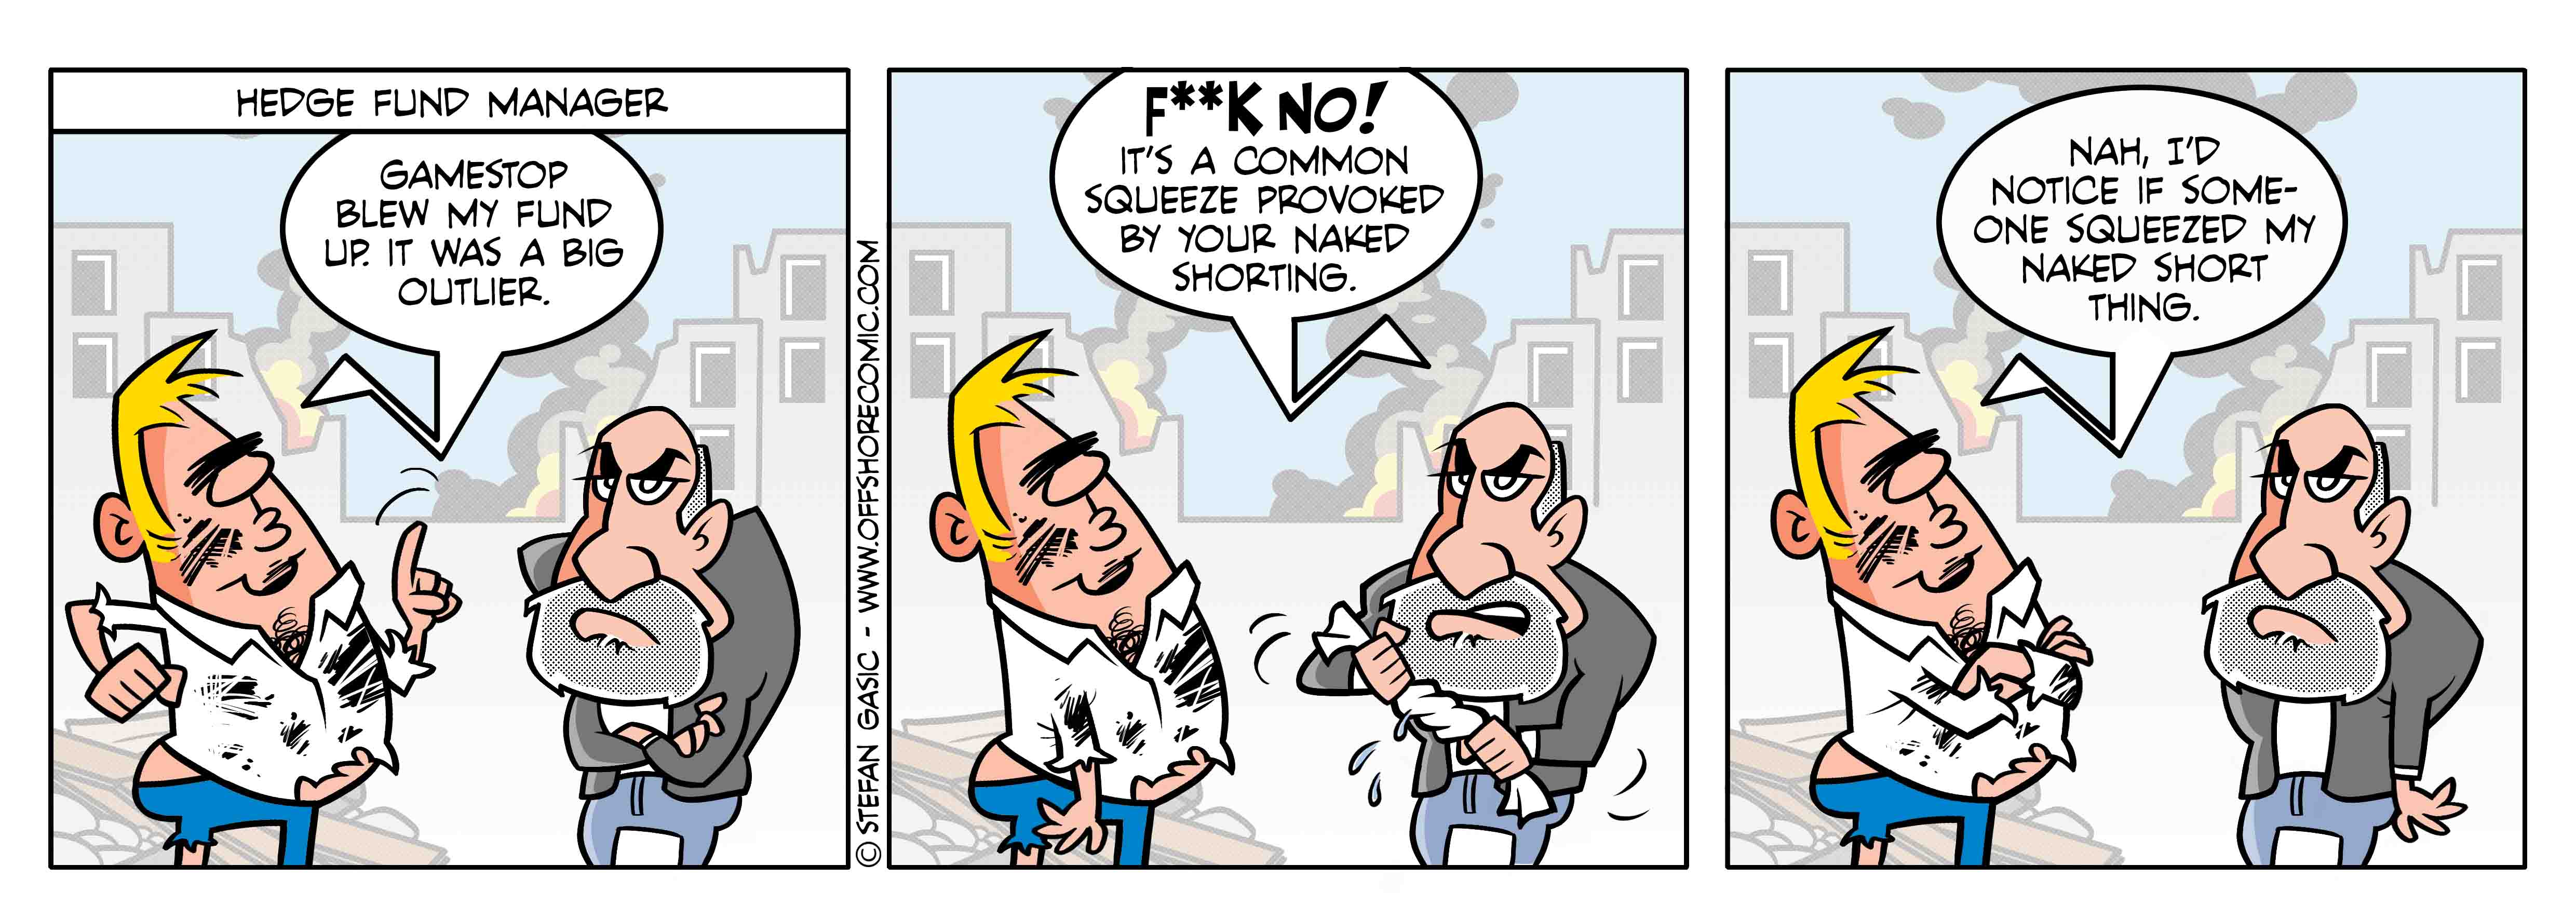 HEDGE FUND MANAGER
GAMESTOP
BLEW MY FUND
UP. IT WAS A BIG
OUTLIER.
© STEFAN GASIC - WWW.OFFSHORECOMIC.COM
F**K NO!
IT'S A COMMON
SQUEEZE PROVOKED
BY YOUR NAKED
SHORTING.
NAH, I'D
NOTICE IF SOME-
ONE SQUEEZED MY
NAKED SHORT
THING.